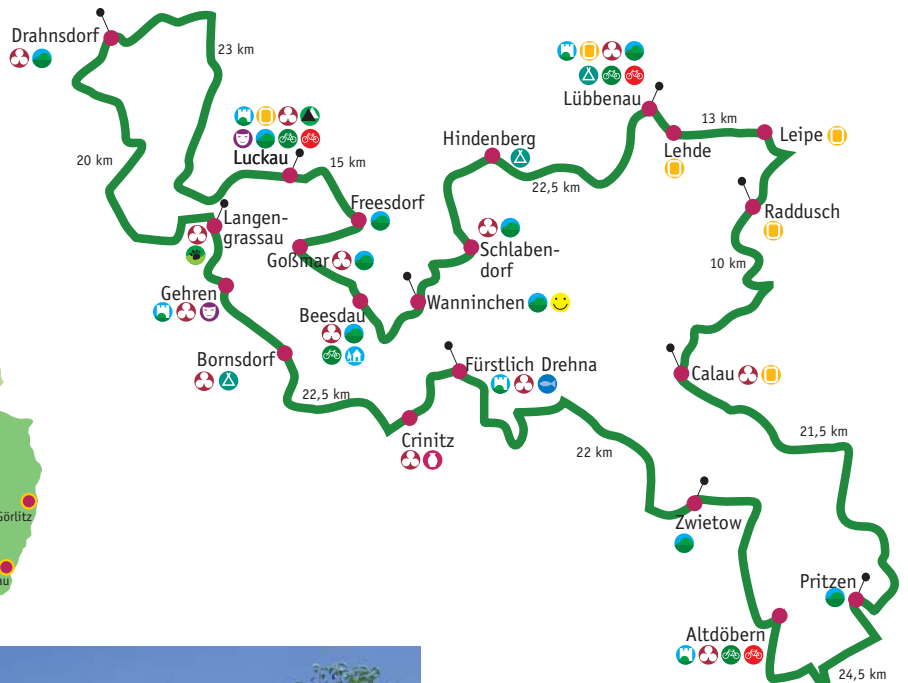 Drahnsdorf
23 km
20 km
Luckau
15 km
Langen-
grassau
Freesdorf
Goßmar
Gehren
Beesdau
Bornsdorf
22,5 km
Crinitz
Hindenberg
22,5 km
Schlaben-
dorf
Wanninchen
Fürstlich Drehna
Lübbenau
13 km
Lehde
Leipe
Raddusch
10 km
Calau
21,5 km
22 km
Zwietow
Pritzen
Altdöbern
24,5 km
Görlitz